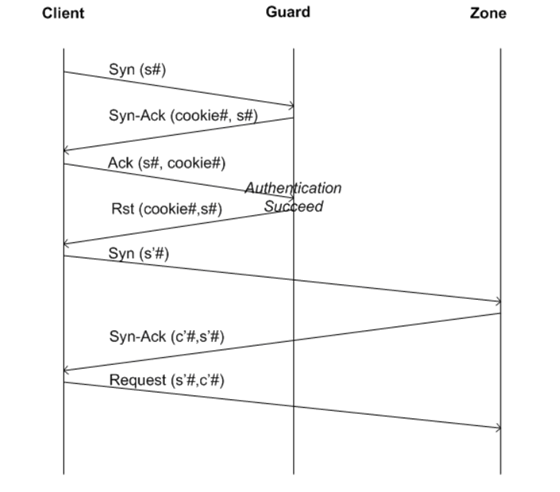 Client Guard Zone
Syn (s#)
Syn-Ack (cookie#, s#)
Ack (s#, cookie#)
Authentication
Succeed
Rst (cookie#,s#)
Syn (s'#)
Syn-Ack (c'#,s'#)
Request (s'#,c'#)